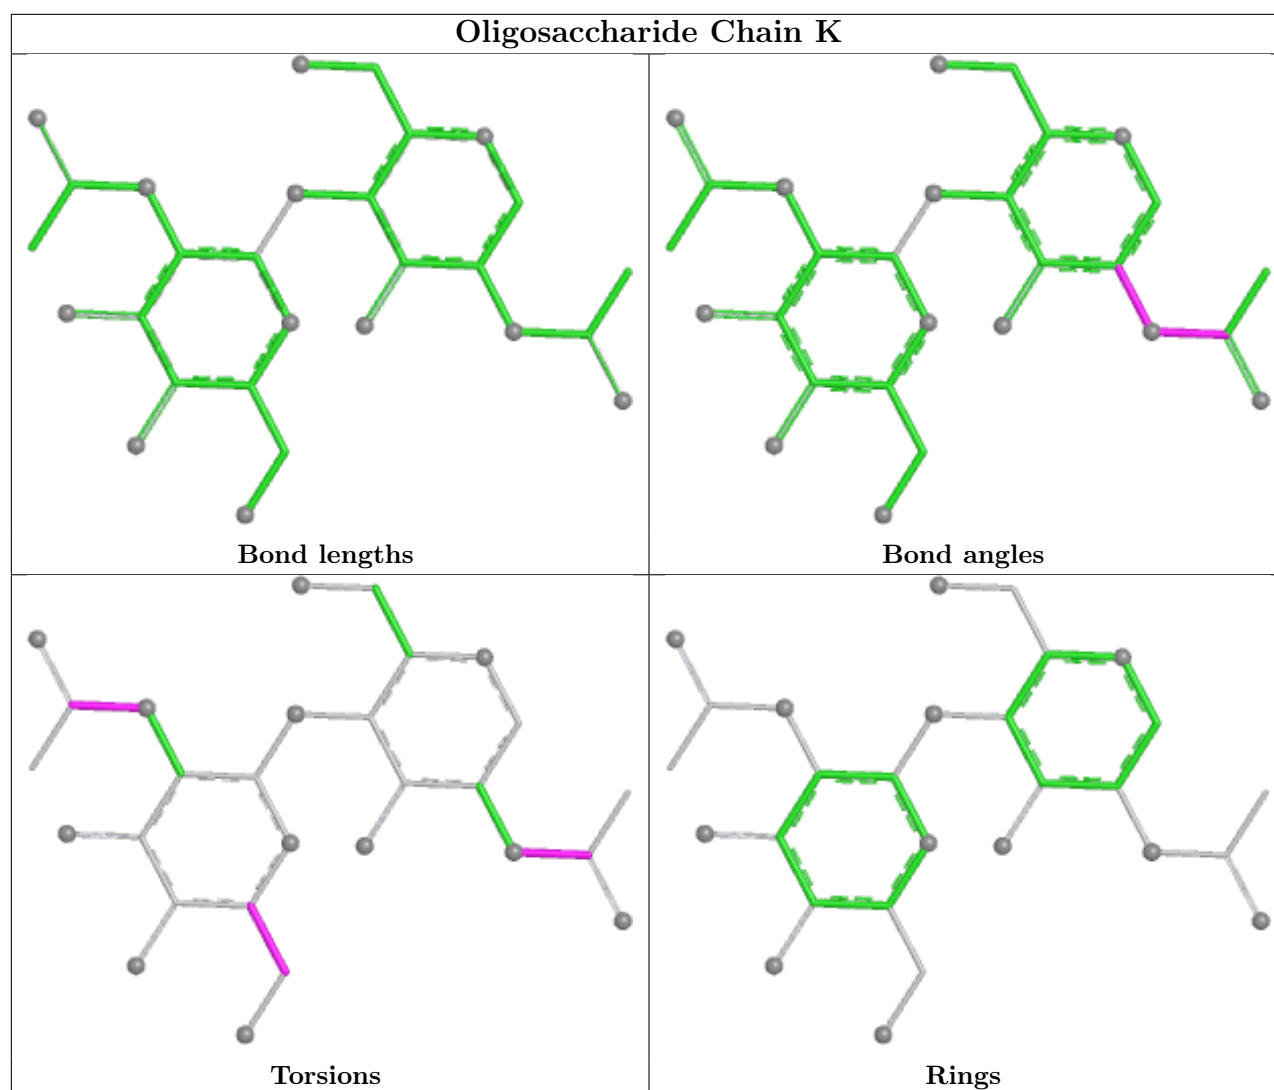 Oligosaccharide Chain K
Bond lengths
Bond angles
Torsions
Rings